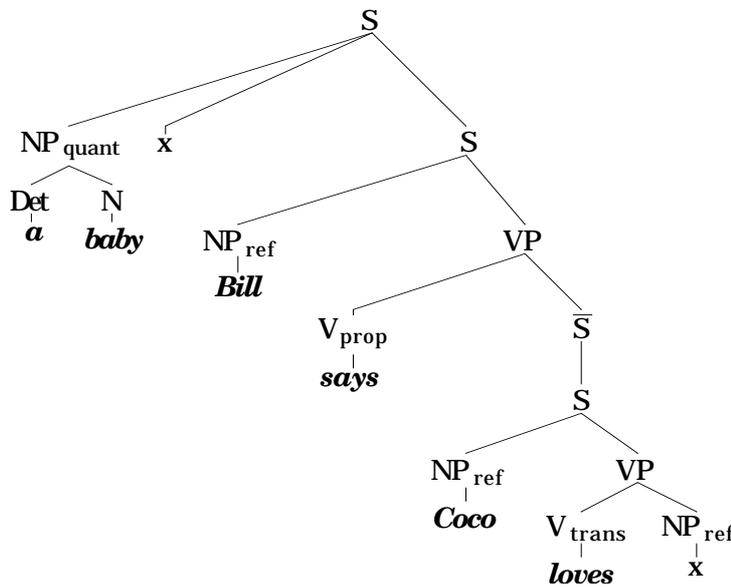 S
NP quant x S
Det N
a baby
NP ref VP
Bill
V prop S̅
says
S
NP ref VP
Coco
V trans NP ref
loves x